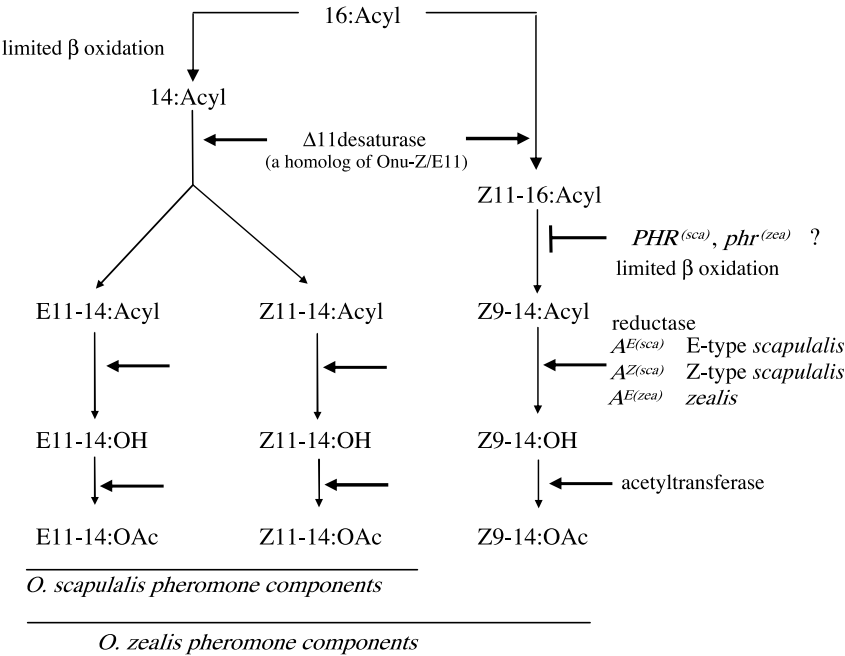 16:Acyl
limited β oxidation
14:Acyl
Δ11desaturase
(a homolog of Onu-Z/E11)
Z11-16:Acyl
PHR(sca), phr(zea) ?
limited β oxidation
E11-14:Acyl
Z11-14:Acyl
Z9-14:Acyl
reductase
AE(sca) E-type scapulalis
AZ(sca) Z-type scapulalis
AE(zea) zealis
E11-14:OH
Z11-14:OH
Z9-14:OH
acetyltransferase
E11-14:OAc
Z11-14:OAc
Z9-14:OAc
O. scapulalis pheromone components
O. zealis pheromone components